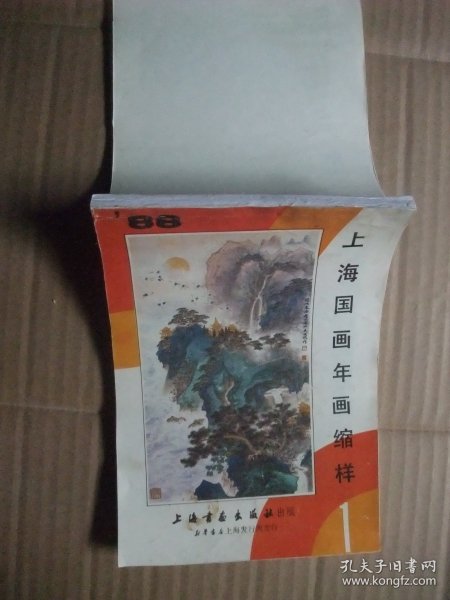 '86
上海国画年画缩样
上海书画出版社出版
新华书店上海发行所发行
1
孔夫子旧书网
www.kongfz.com